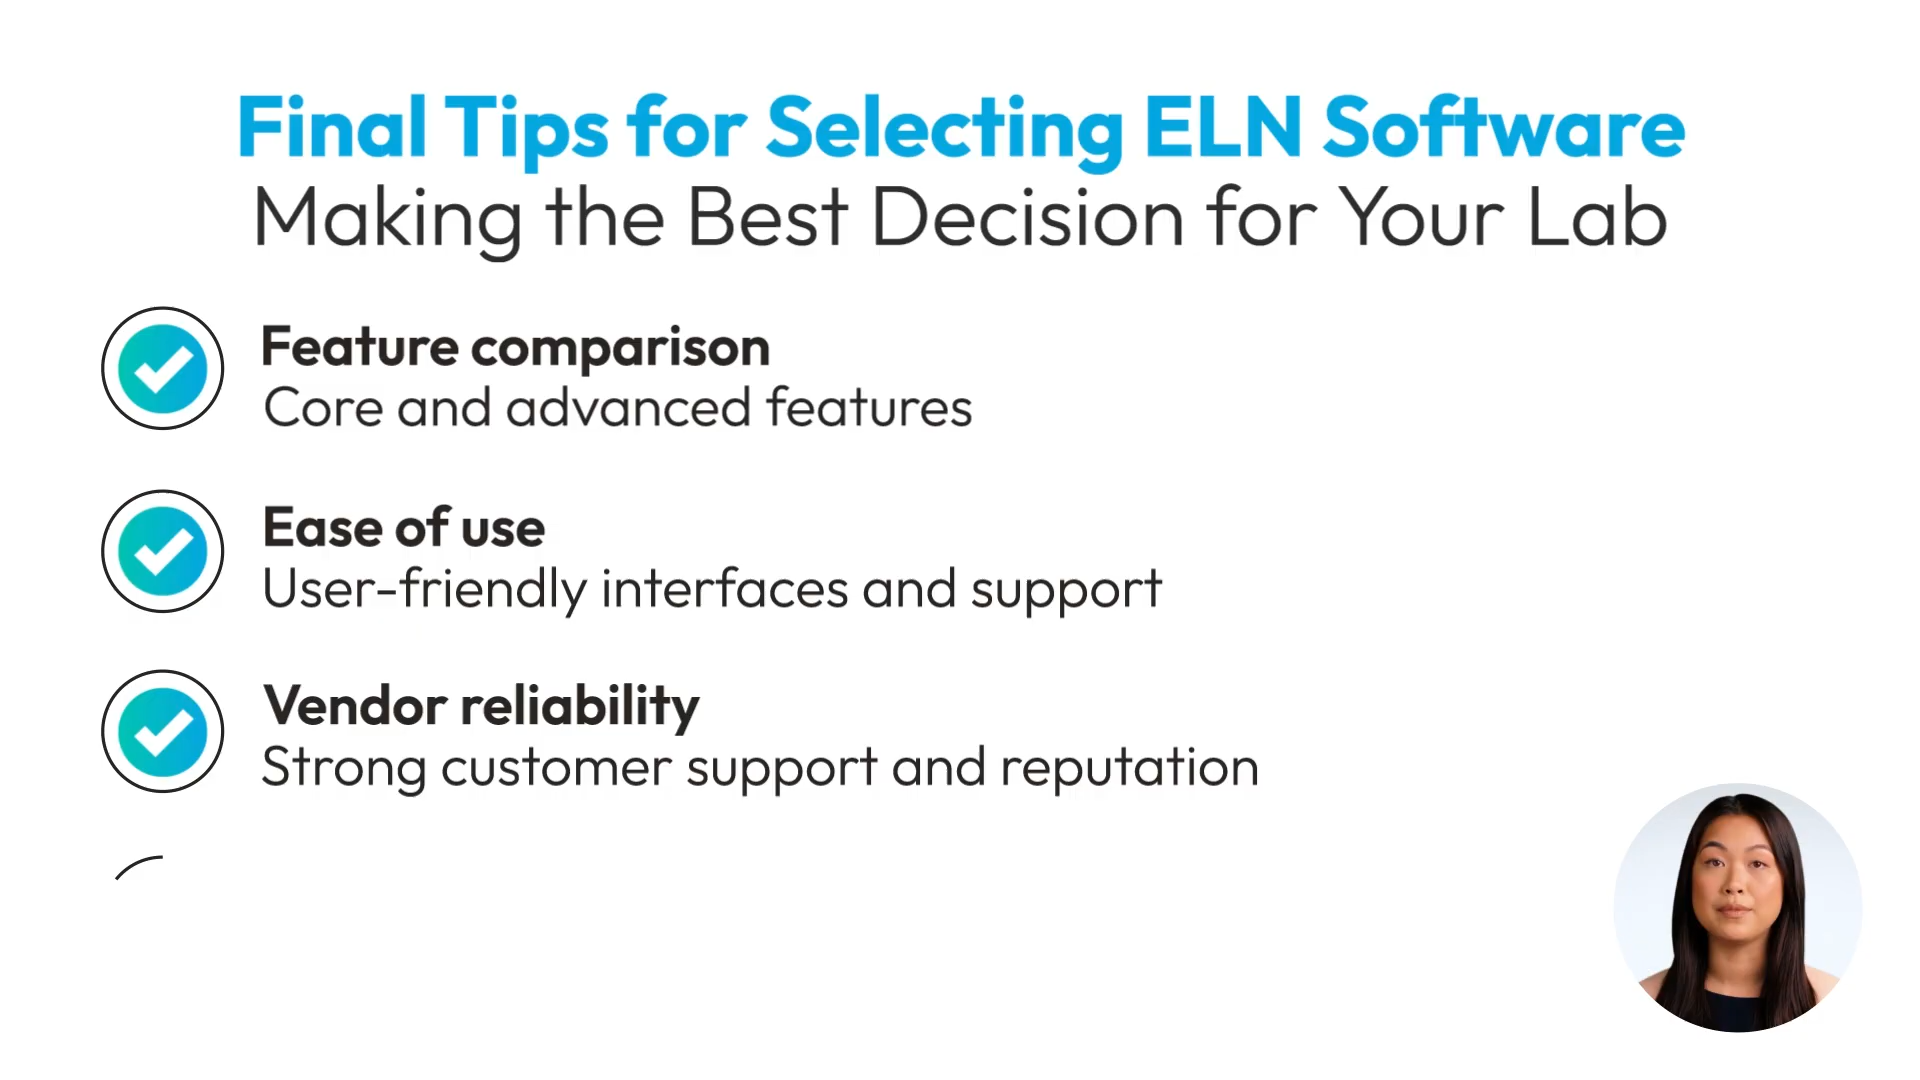 Final Tips for Selecting ELN Software
Making the Best Decision for Your Lab
Feature comparison
Core and advanced features
Ease of use
User-friendly interfaces and support
Vendor reliability
Strong customer support and reputation